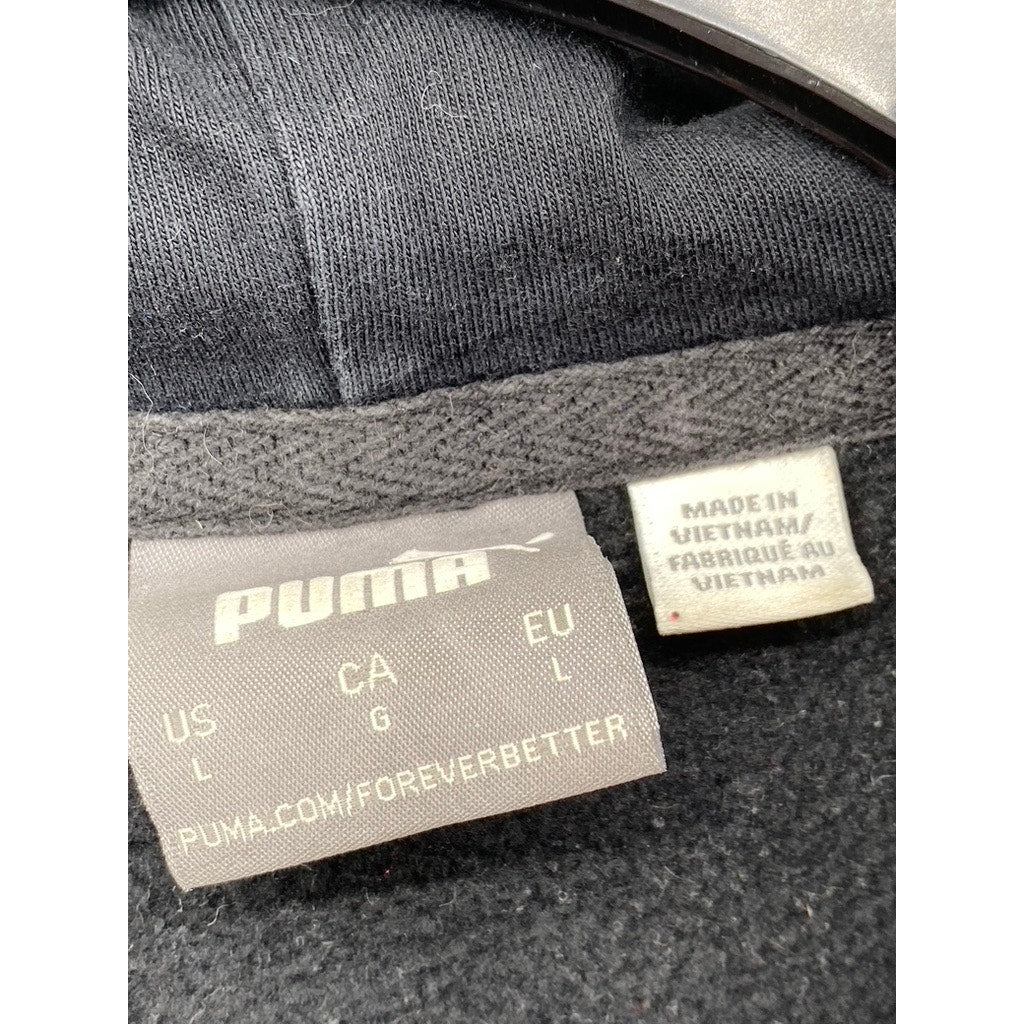 PUMA
US CA EU
L G L
PUMA.COM/FOREVERBETTER
MADE IN
VIETNAM/
FABRIQUÉ AU
VIETNAM